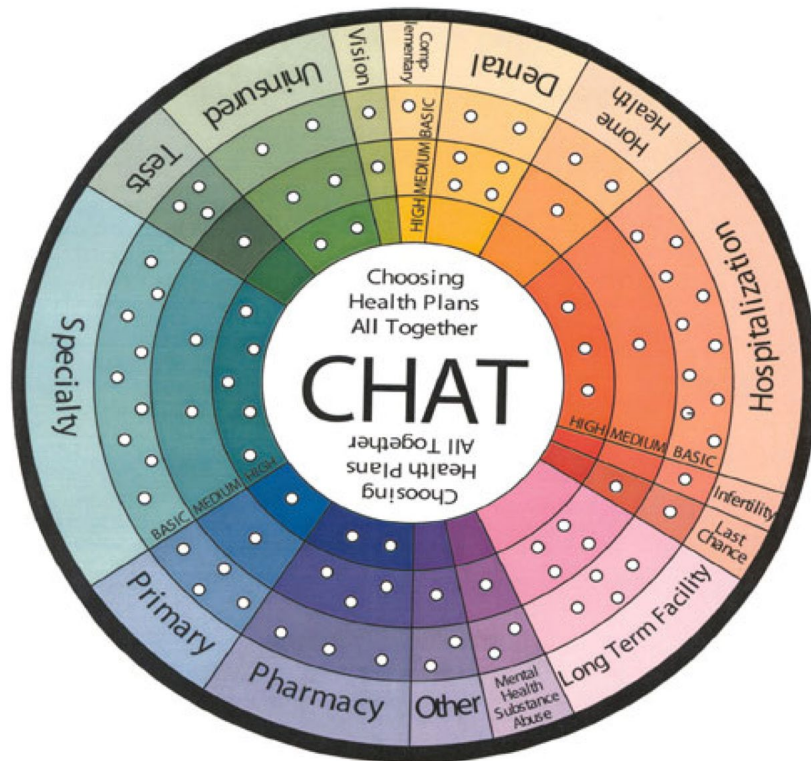 Choosing
Health Plans
All Together
CHAT
Choosing
Health Plans
All Together
Comp-
lementary
BASIC
MEDIUM
HIGH
Dental
Home
Health
Hospitalization
HIGH
MEDIUM
BASIC
Infertility
Last
Chance
Long Term Facility
Mental
Health
Substance
Abuse
Other
Pharmacy
Primary
BASIC
MEDIUM
HIGH
Specialty
Tests
Uninsured
Vision